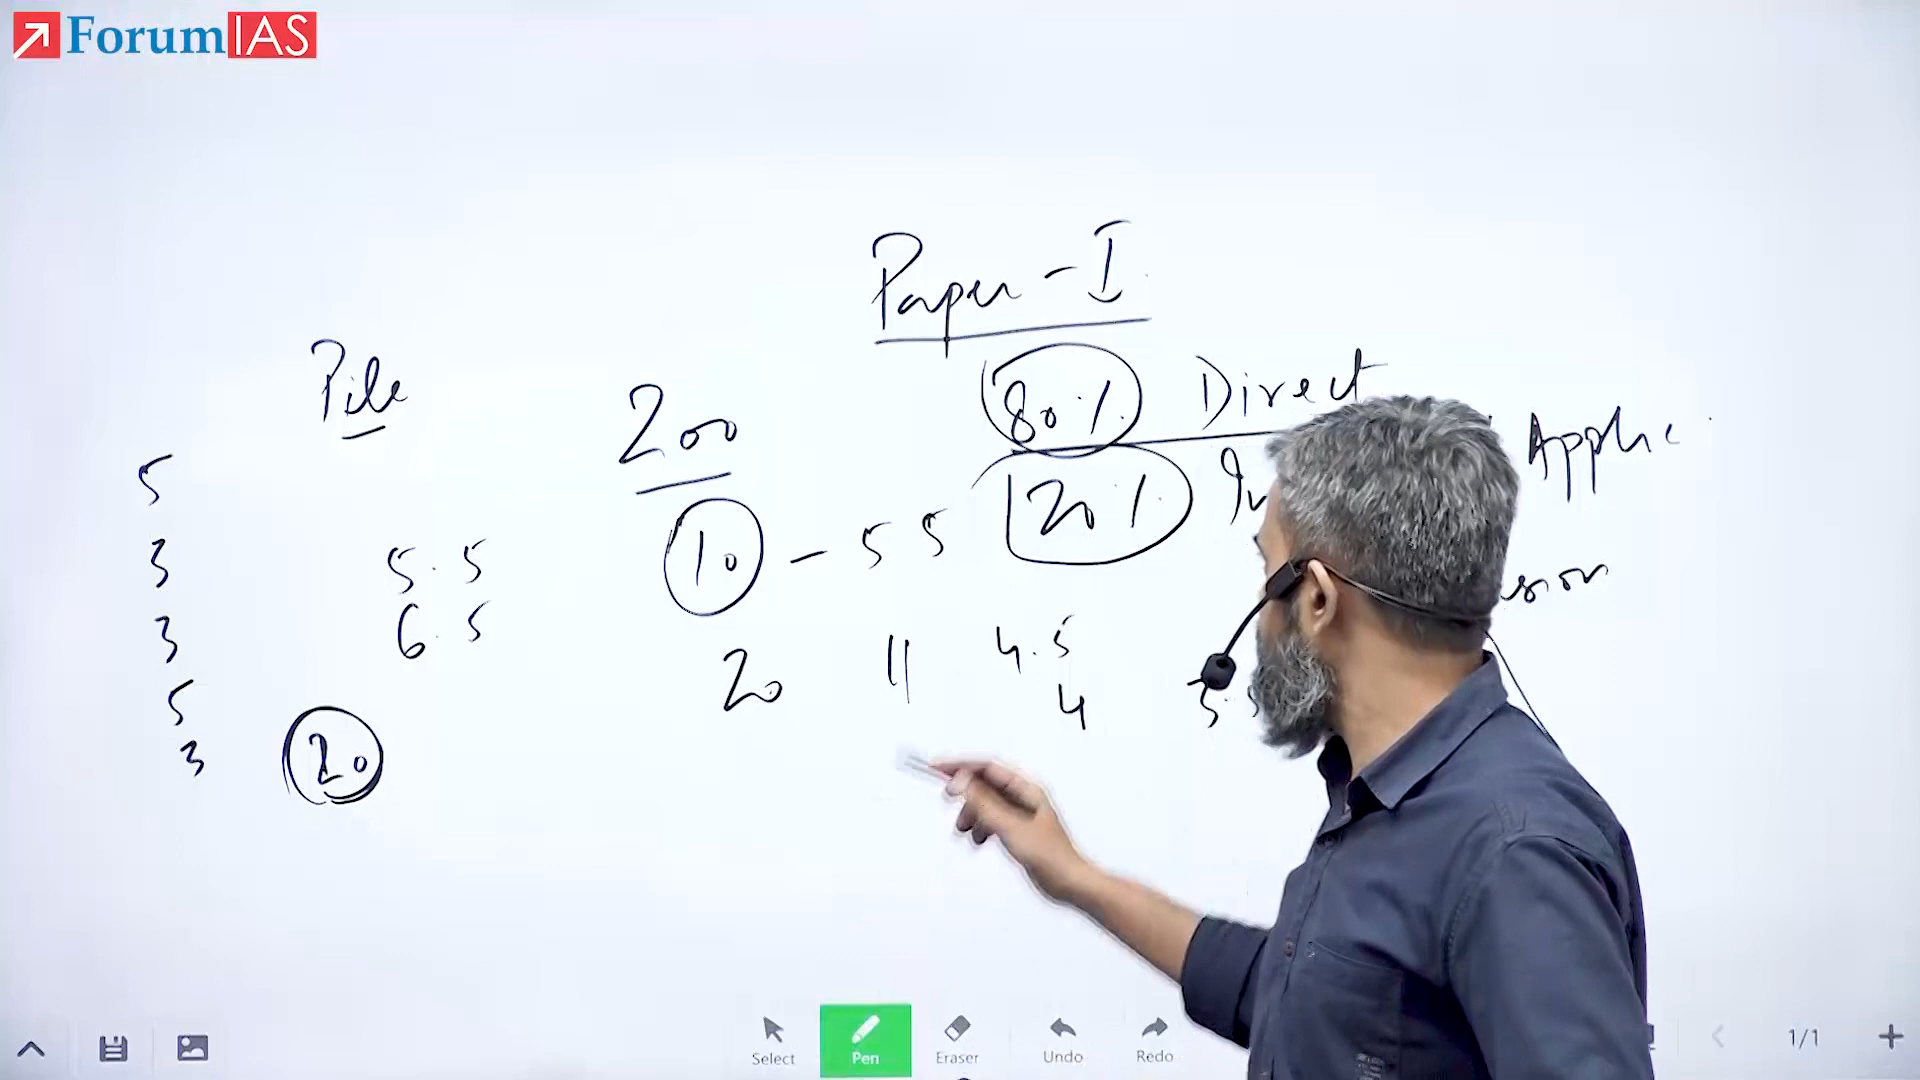 ForumIAS
Paper-I
Pile
200
80% Direct
Applic
5
20%
10 - 55
3
5.5
6.5
3
20 11 4.5
4
5
3
20
Select Pen Eraser Undo Redo 1/1